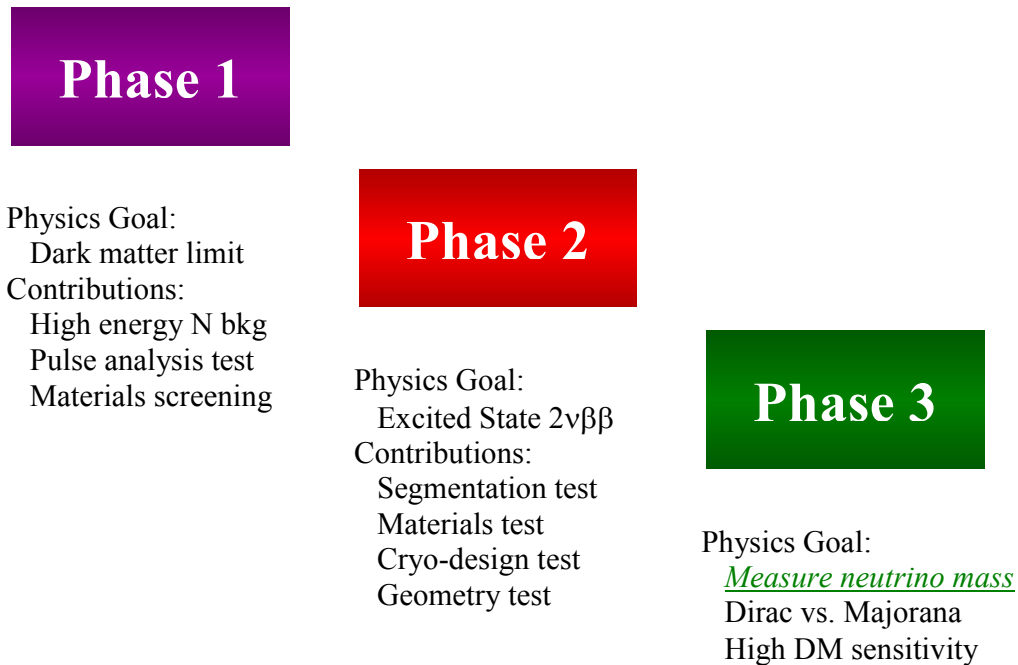 Phase 1
Physics Goal:
Dark matter limit
Contributions:
High energy N bkg
Pulse analysis test
Materials screening
Phase 2
Physics Goal:
Excited State 2νββ
Contributions:
Segmentation test
Materials test
Cryo-design test
Geometry test
Phase 3
Physics Goal:
Measure neutrino mass
Dirac vs. Majorana
High DM sensitivity